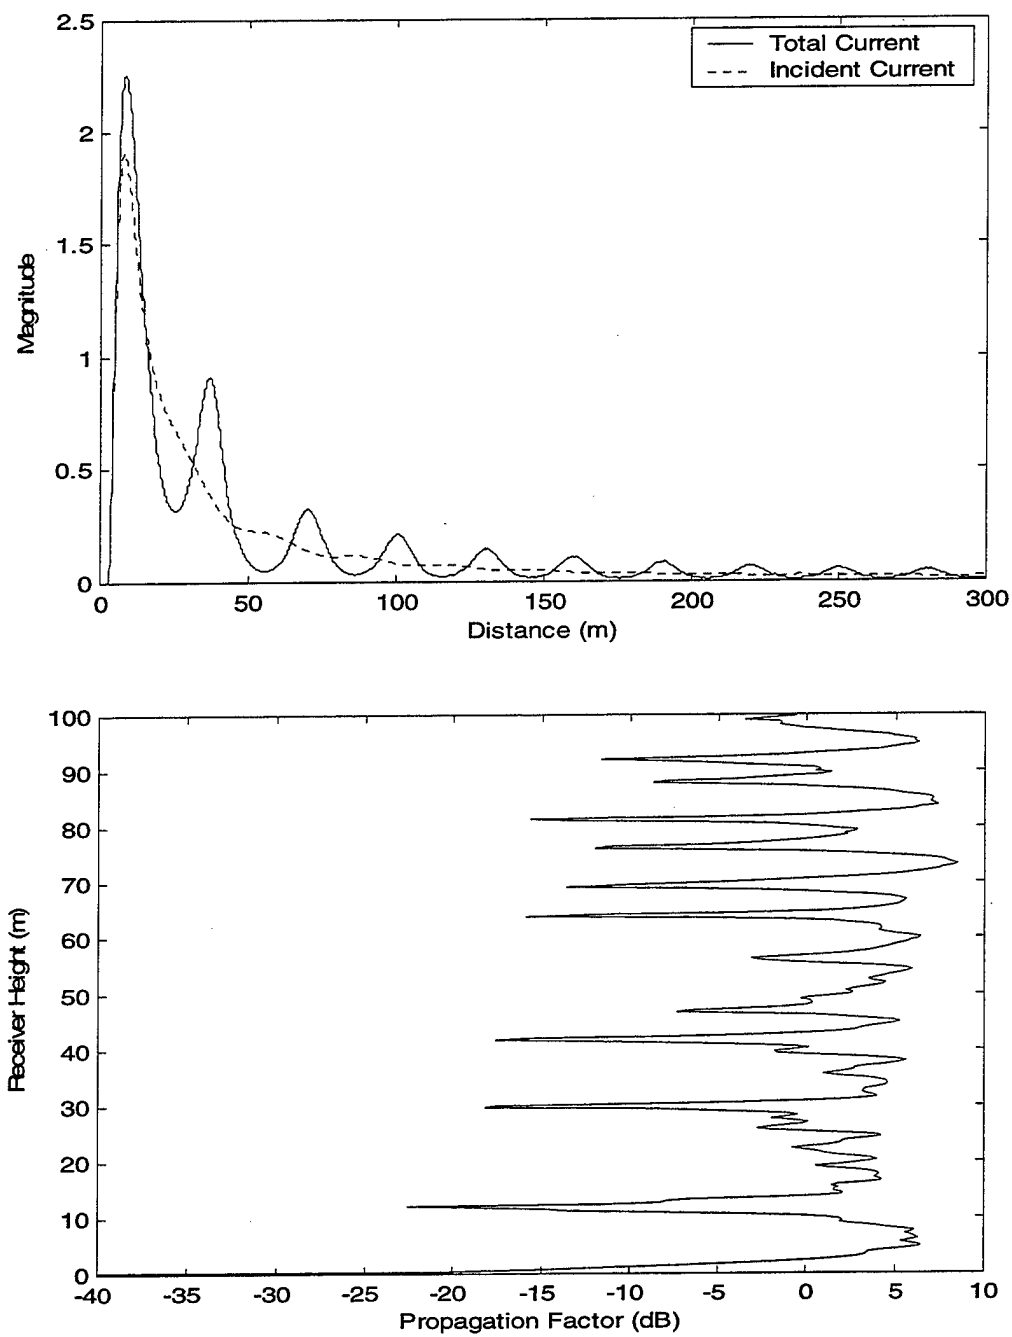 2.5
Total Current
Incident Current
2
1.5
Magnitude
1
0.5
0
0 50 100 150 200 250 300
Distance (m)
100
90
80
70
60
50
40
30
20
10
0
Receiver Height (m)
-40 -35 -30 -25 -20 -15 -10 -5 0 5 10
Propagation Factor (dB)